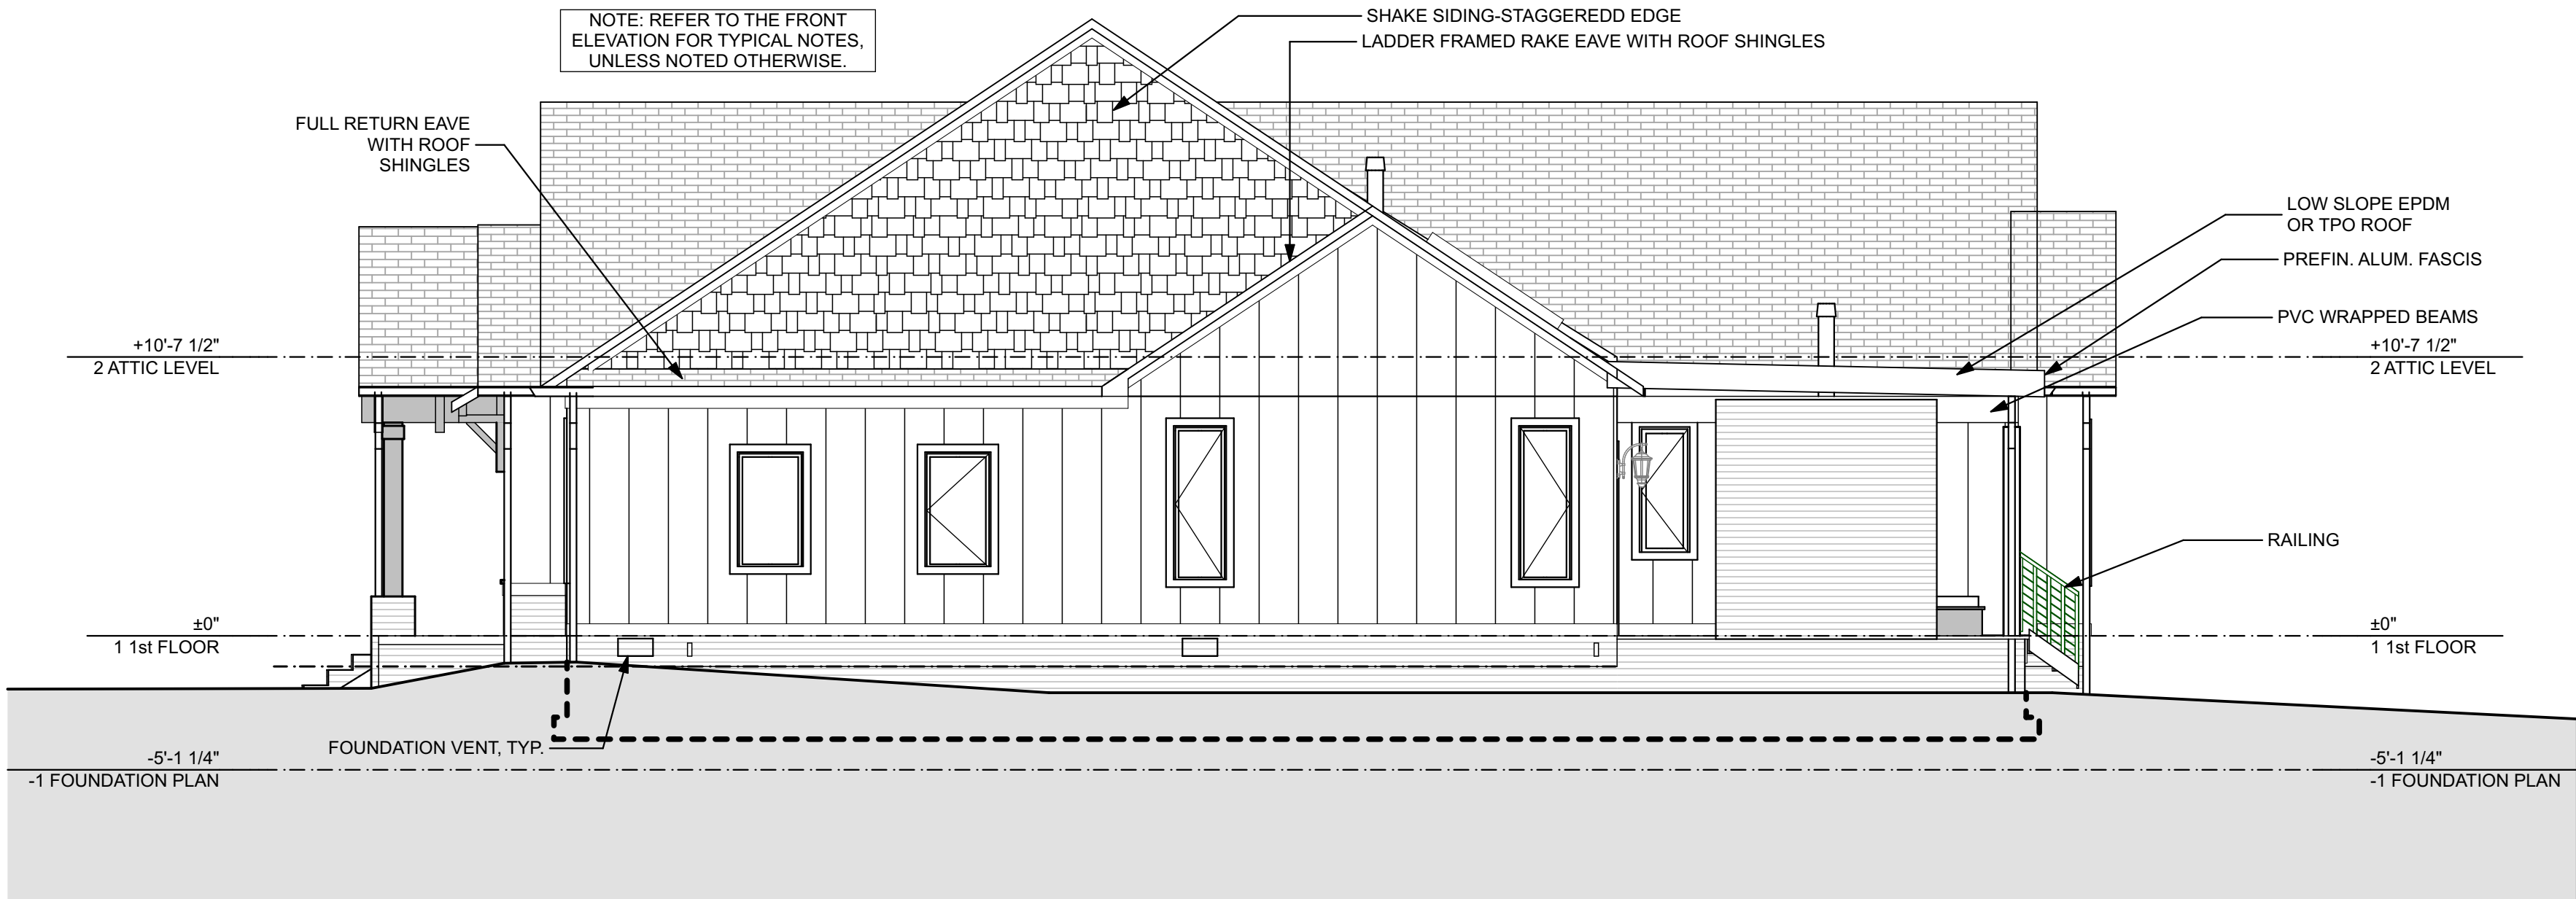 NOTE: REFER TO THE FRONT
ELEVATION FOR TYPICAL NOTES,
UNLESS NOTED OTHERWISE.
SHAKE SIDING-STAGGEREDD EDGE
LADDER FRAMED RAKE EAVE WITH ROOF SHINGLES
FULL RETURN EAVE
WITH ROOF
SHINGLES
LOW SLOPE EPDM
OR TPO ROOF
PREFIN. ALUM. FASCIS
PVC WRAPPED BEAMS
+10'-7 1/2"
2 ATTIC LEVEL
+10'-7 1/2"
2 ATTIC LEVEL
RAILING
±0"
1 1st FLOOR
±0"
1 1st FLOOR
FOUNDATION VENT, TYP.
-5'-1 1/4"
-1 FOUNDATION PLAN
-5'-1 1/4"
-1 FOUNDATION PLAN